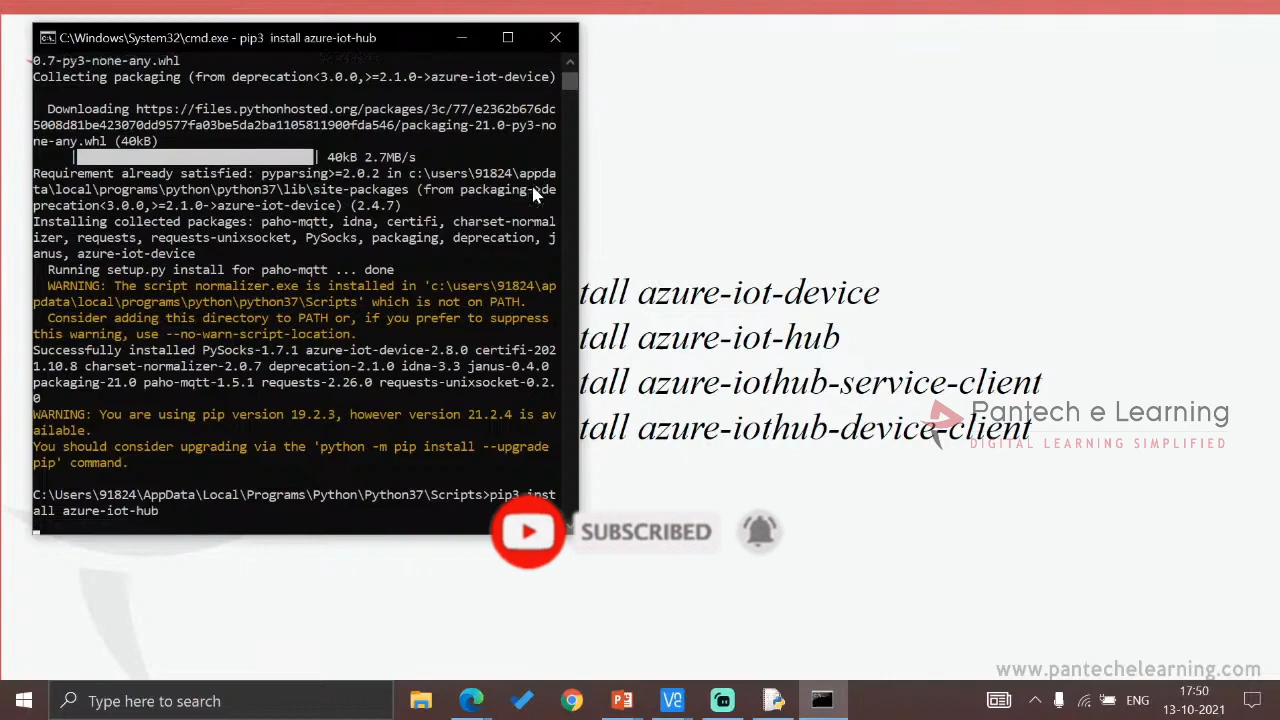 C:\Windows\System32\cmd.exe - pip3 install azure-iot-hub
0.7-py3-none-any.whl
Collecting packaging (from deprecation<3.0.0,>=2.1.0->azure-iot-device)
Downloading https://files.pythonhosted.org/packages/3c/77/e2362b676dc
5008d81be423070dd9577fa03be5da2ba1105811900fda546/packaging-21.0-py3-no
ne-any.whl (40kB)
|                              | 40kB 2.7MB/s
Requirement already satisfied: pyparsing>=2.0.2 in c:\users\91824\appda
ta\local\programs\python\python37\lib\site-packages (from packaging->de
precation<3.0.0,>=2.1.0->azure-iot-device) (2.4.7)
Installing collected packages: paho-mqtt, idna, certifi, charset-normal
izer, requests, requests-unixsocket, PySocks, packaging, deprecation, j
anus, azure-iot-device
Running setup.py install for paho-mqtt ... done
WARNING: The script normalizer.exe is installed in 'c:\users\91824\ap
pdata\local\programs\python\python37\Scripts' which is not on PATH.
Consider adding this directory to PATH or, if you prefer to suppress
this warning, use --no-warn-script-location.
Successfully installed PySocks-1.7.1 azure-iot-device-2.8.0 certifi-202
1.10.8 charset-normalizer-2.0.7 deprecation-2.1.0 idna-3.3 janus-0.4.0
packaging-21.0 paho-mqtt-1.5.1 requests-2.26.0 requests-unixsocket-0.2.
0
WARNING: You are using pip version 19.2.3, however version 21.2.4 is av
ailable.
You should consider upgrading via the 'python -m pip install --upgrade
pip' command.
C:\Users\91824\AppData\Local\Programs\Python\Python37\Scripts>pip3 inst
all azure-iot-hub
tall azure-iot-device
tall azure-iot-hub
tall azure-iothub-service-client
tall azure-iothub-device-client
Pantech e Learning
DIGITAL LEARNING SIMPLIFIED
SUBSCRIBED
www.pantechelearning.com
Type here to search
ENG
17:50
13-10-2021